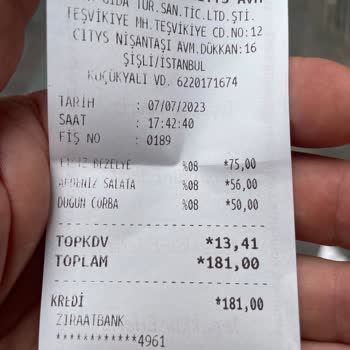 GIDA TUR.SAN.TİC.LTD.ŞTİ.
TEŞVİKİYE MH.TEŞVİKİYE CD.NO:12
CITYS NİŞANTAŞI AVM.DÜKKAN:16
ŞİŞLİ/İSTANBUL
KÜÇÜKYALI VD. 6220171674
TARİH : 07/07/2023
SAAT : 17:42:40
FİŞ NO : 0189
BEZELYE %08 *75,00
AKDENİZ SALATA %08 *56,00
DÜGÜN ÇORBA %08 *50,00
TOPKDV *13,41
TOPLAM *181,00
KREDİ *181,00
ZIRAATBANK
************4961